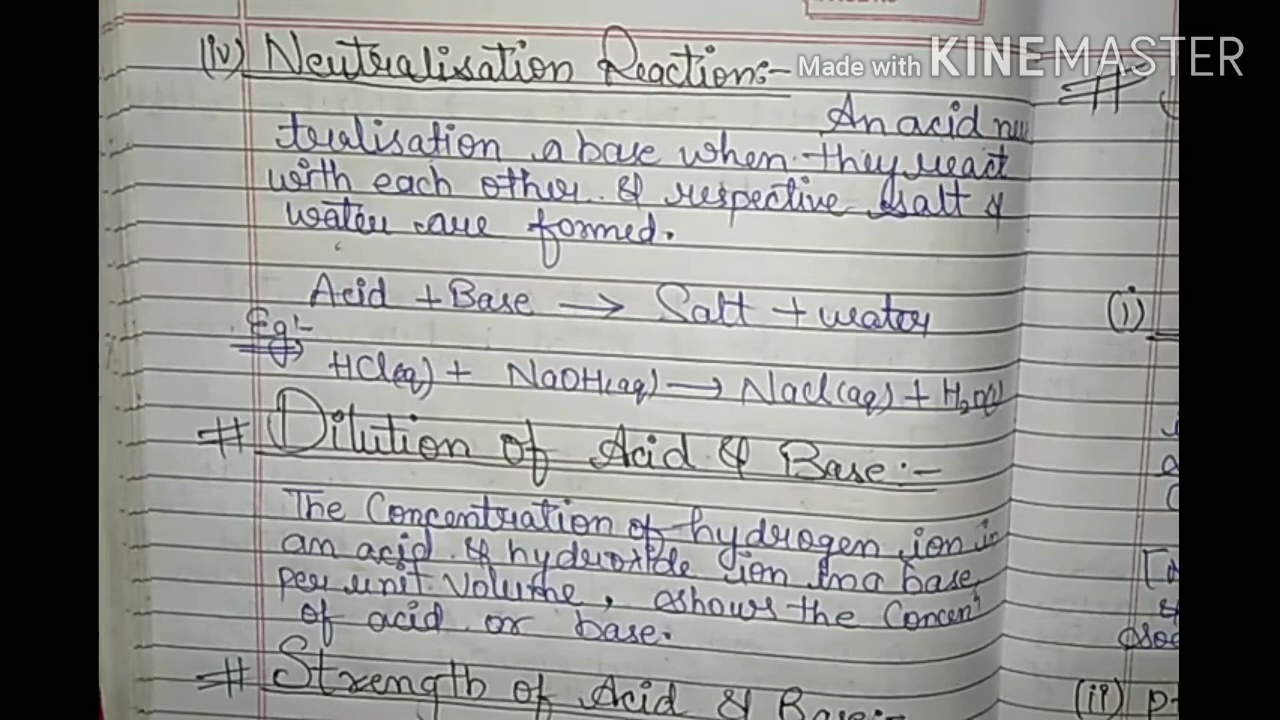 (iv) Neutralisation Reaction:-
Made with KINEMASTER
An acid neu
tralisation a base when they react
with each other & respective salt &
water are formed.
Acid + Base → Salt + water
Eg:-
HCl(aq) + NaOH(aq) → NaCl(aq) + H₂O(l)
# Dilution of Acid & Base:-
The Concentration of hydrogen ion in
an acid & hydroxide ion in a base
per unit Volume, shows the Concenⁿ
of acid or base.
# Strength of Acid & Base:-
#
(i)
(ii) P